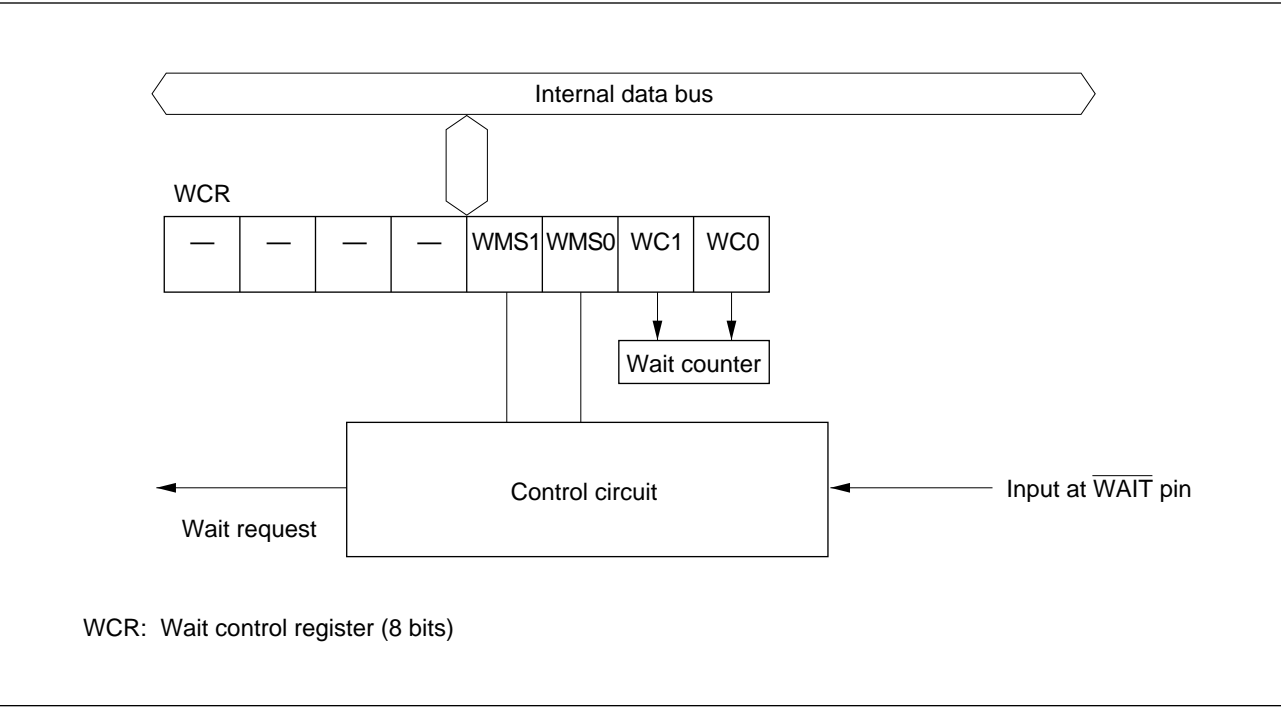 Internal data bus
WCR
— — — — WMS1 WMS0 WC1 WC0
Wait counter
Control circuit
Input at W̅A̅I̅T̅ pin
Wait request
WCR: Wait control register (8 bits)